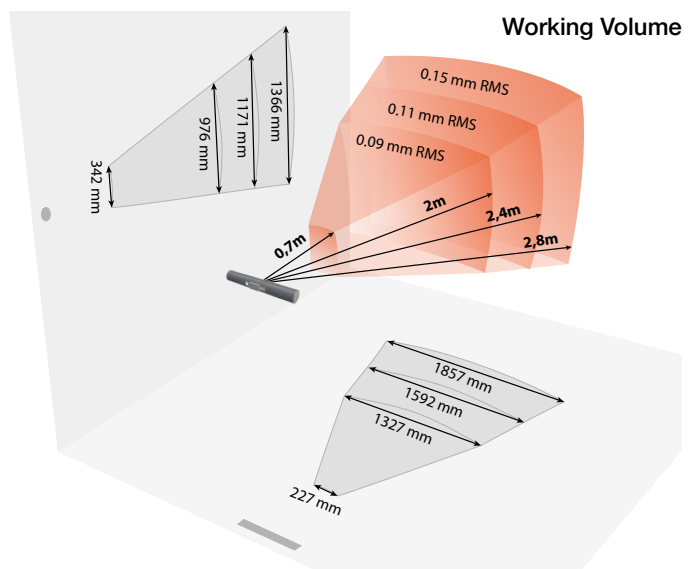 Working Volume
0.15 mm RMS
0.11 mm RMS
0.09 mm RMS
1366 mm
1171 mm
976 mm
342 mm
0,7m
2m
2,4m
2,8m
1857 mm
1592 mm
1327 mm
227 mm